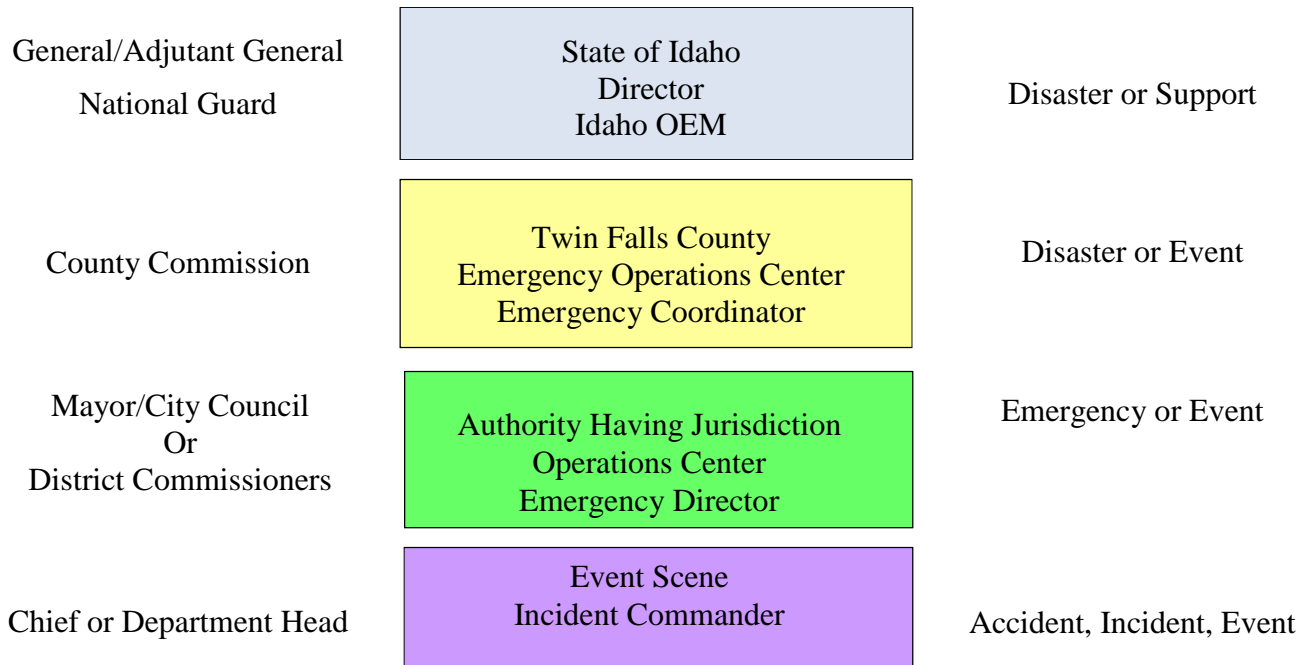 General/Adjutant General
National Guard
State of Idaho
Director
Idaho OEM
Disaster or Support
County Commission
Twin Falls County
Emergency Operations Center
Emergency Coordinator
Disaster or Event
Mayor/City Council
Or
District Commissioners
Authority Having Jurisdiction
Operations Center
Emergency Director
Emergency or Event
Chief or Department Head
Event Scene
Incident Commander
Accident, Incident, Event